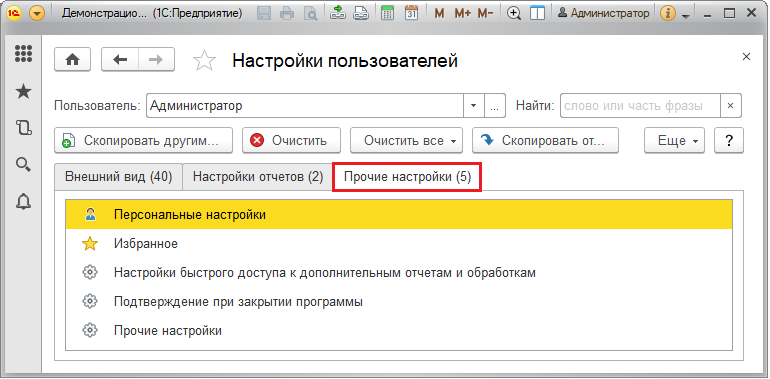 1С Демонстрацио... (1С:Предприятие) 31 M M+ M- Администратор i
Настройки пользователей
Пользователь: Администратор ... Найти: слово или часть фразы ×
Скопировать другим... Очистить Очистить все Скопировать от... Еще ?
Внешний вид (40) Настройки отчетов (2) Прочие настройки (5)
Персональные настройки
Избранное
Настройки быстрого доступа к дополнительным отчетам и обработкам
Подтверждение при закрытии программы
Прочие настройки